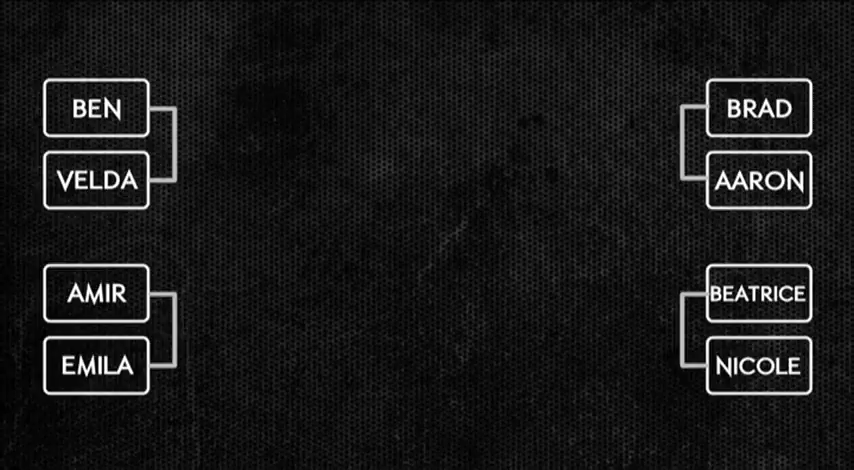 BEN
VELDA
AMIR
EMILA
BRAD
AARON
BEATRICE
NICOLE